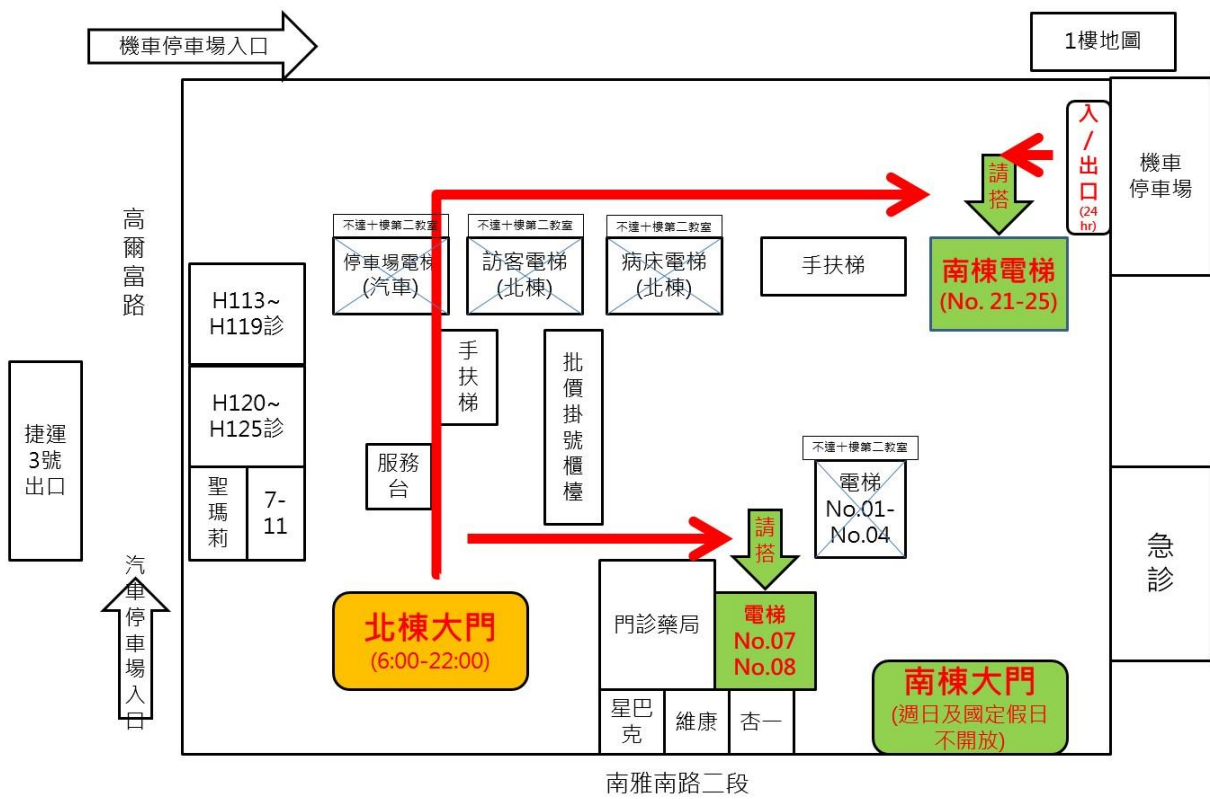 機車停車場入口
1樓地圖
入
/
出
口
(24
hr)
機車
停車場
請
搭
高
爾
富
路
不達十樓第二教室
停車場電梯
(汽車)
不達十樓第二教室
訪客電梯
(北棟)
不達十樓第二教室
病床電梯
(北棟)
手扶梯
南棟電梯
(No. 21-25)
H113~
H119診
手
扶
梯
批
價
掛
號
櫃
檯
捷運
3號
出口
H120~
H125診
服務
台
聖
瑪
莉
7-
11
不達十樓第二教室
電梯
No.01-
No.04
請
搭
急
診
汽
車
停
車
場
入
口
北棟大門
(6:00-22:00)
門診藥局
電梯
No.07
No.08
南棟大門
(週日及國定假日
不開放)
星巴
克
維康
杏一
南雅南路二段